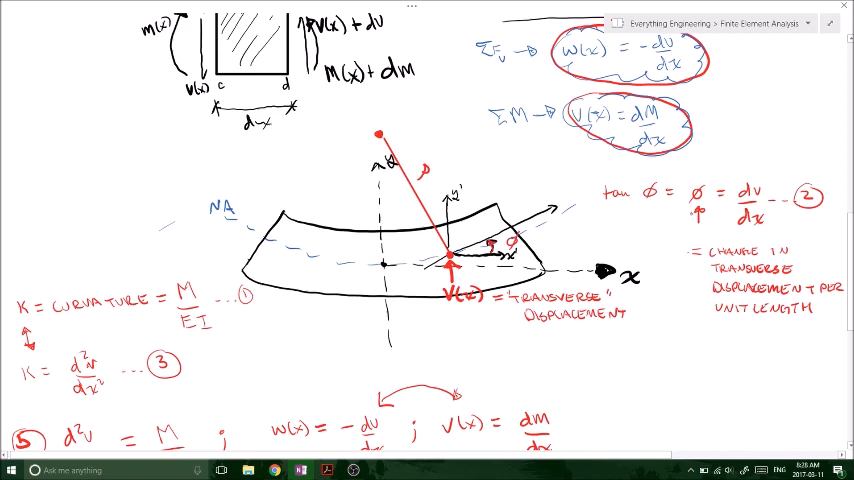 Everything Engineering > Finite Element Analysis
m(x)
V(x)
c
d
dx
V(x) + dV
M(x) + dM
ΣFv → w(x) = -dV/dx
ΣM → V(x) = dM/dx
y
ρ
NA
y'
x'
φ
x
tan φ = φ = dv/dx ... 2
= CHANGE IN
TRANSVERSE
DISPLACEMENT PER
UNIT LENGTH
V(x) = "TRANSVERSE"
DISPLACEMENT
K = CURVATURE = M/EI ... 1
K = d²v/dx² ... 3
5 d²v = M ; w(x) = -dV/dx ; V(x) = dM/dx
Ask me anything
ENG
8:28 AM
2017-03-11